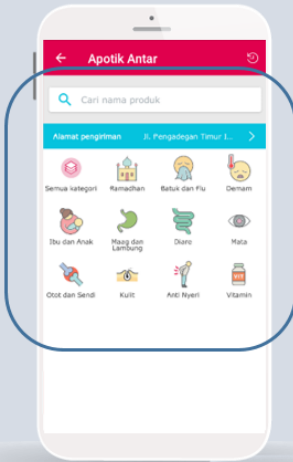 Apotik Antar
Cari nama produk
Alamat pengiriman Jl. Pengadegan Timur I...
Semua kategori Ramadhan Batuk dan Flu Demam
Ibu dan Anak Maag dan Lambung Diare Mata
Otot dan Sendi Kulit Anti Nyeri Vitamin